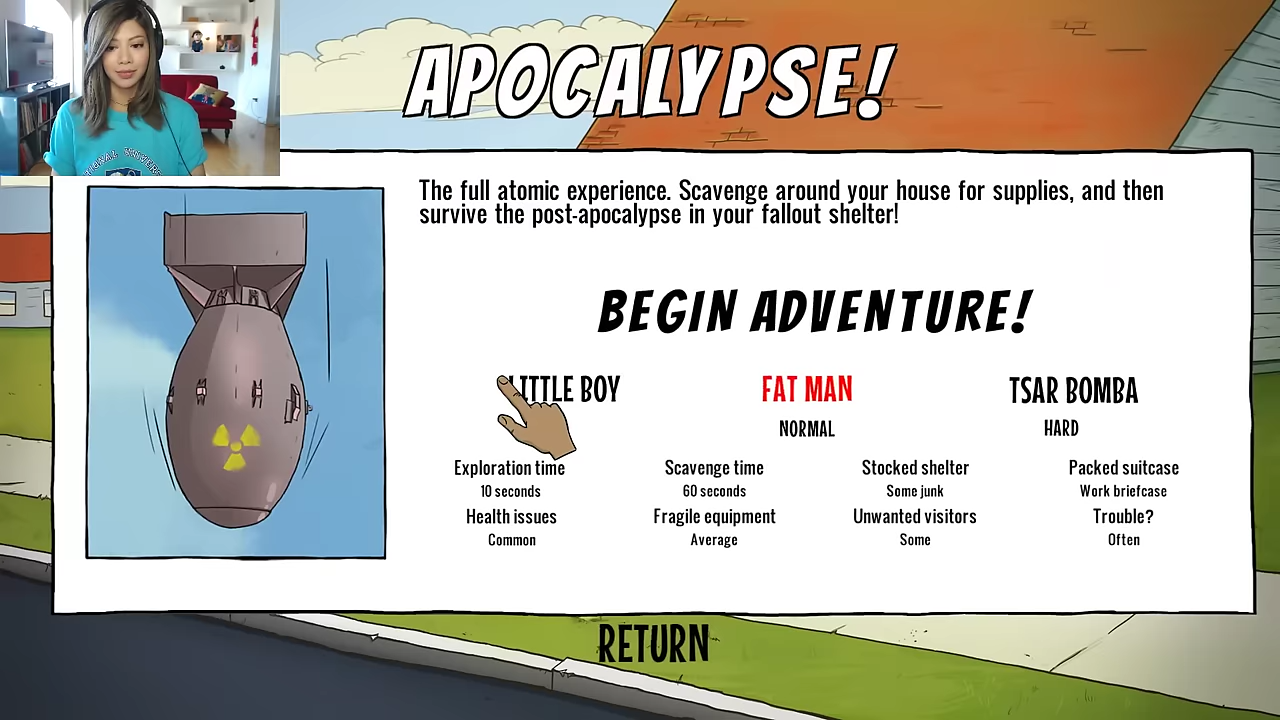 APOCALYPSE!
The full atomic experience. Scavenge around your house for supplies, and then
survive the post-apocalypse in your fallout shelter!
BEGIN ADVENTURE!
LITTLE BOY FAT MAN TSAR BOMBA
NORMAL HARD
Exploration time Scavenge time Stocked shelter Packed suitcase
10 seconds 60 seconds Some junk Work briefcase
Health issues Fragile equipment Unwanted visitors Trouble?
Common Average Some Often
RETURN